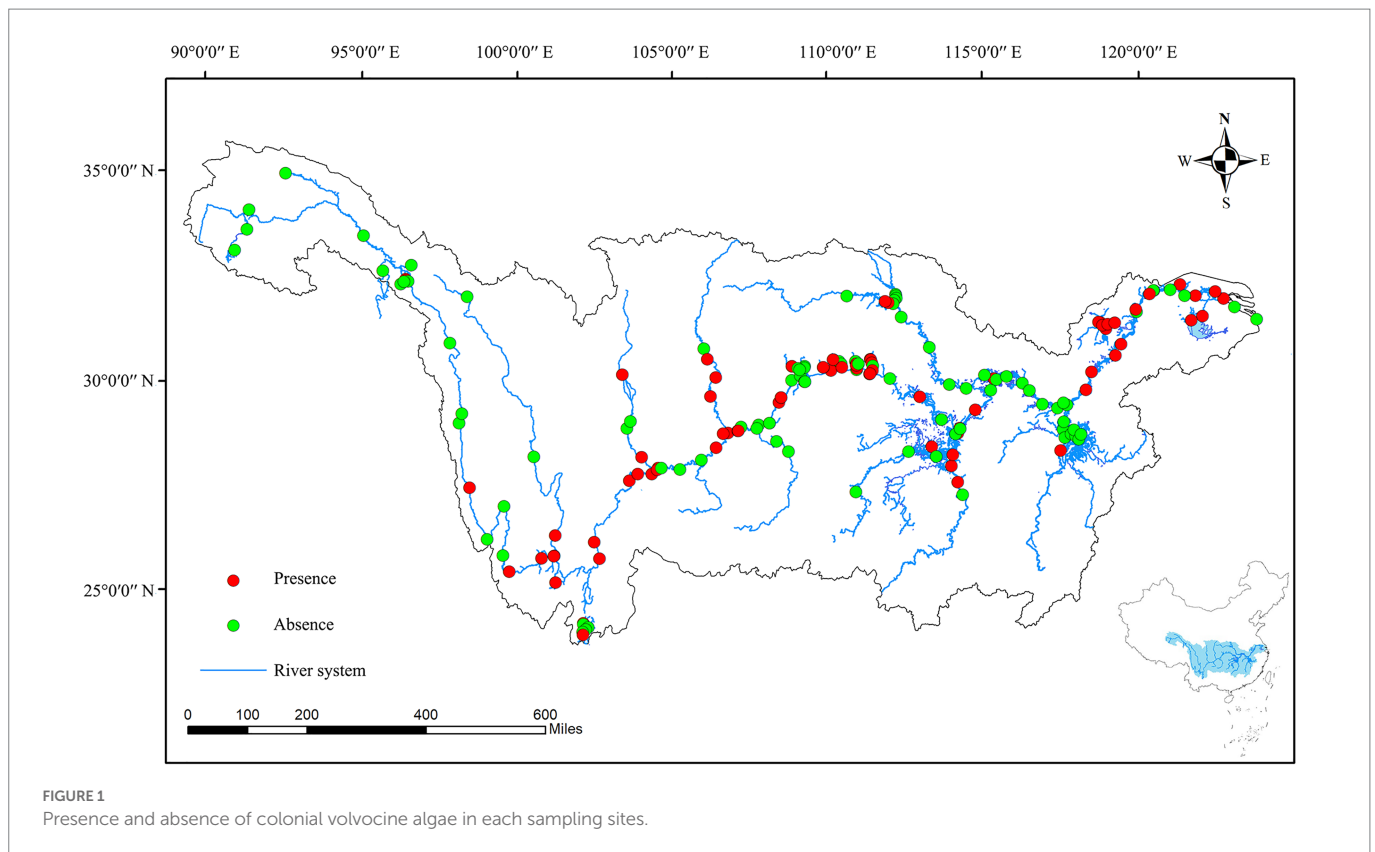 90°0′0″ E 95°0′0″ E 100°0′0″ E 105°0′0″ E 110°0′0″ E 115°0′0″ E 120°0′0″ E
N
W E
S
35°0′0″ N
30°0′0″ N
25°0′0″ N
Presence
Absence
River system
0 100 200 400 600
Miles
FIGURE 1
Presence and absence of colonial volvocine algae in each sampling sites.